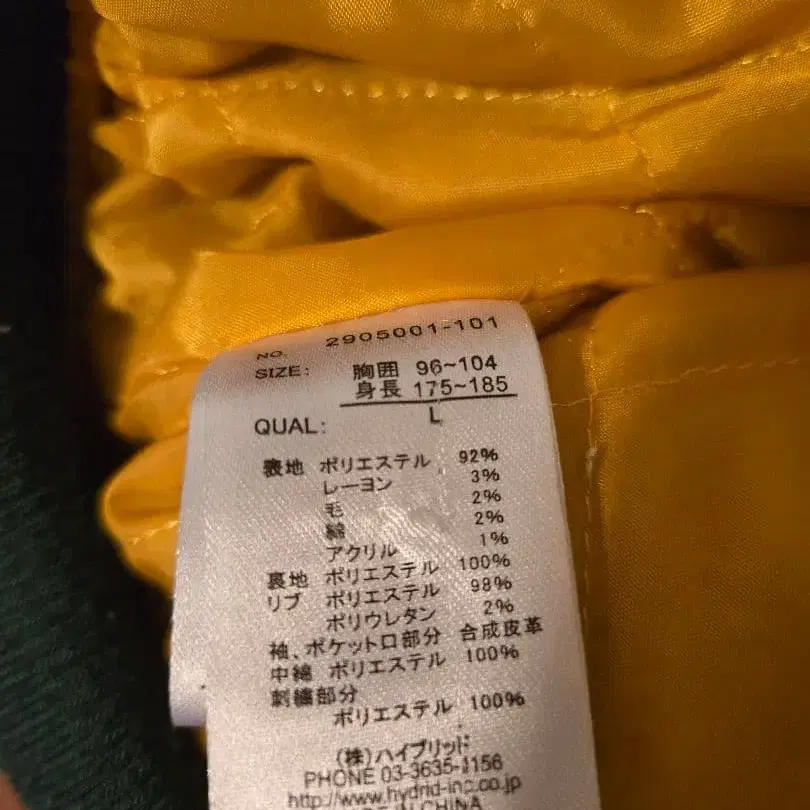 NO. 2905001-101
SIZE: 胸囲 96~104
身長 175~185
L
QUAL:
表地 ポリエステル 92%
レーヨン 3%
毛 2%
綿 2%
アクリル 1%
裏地 ポリエステル 100%
リブ ポリエステル 98%
ポリウレタン 2%
袖、ポケット口部分 合成皮革
中綿 ポリエステル 100%
刺繍部分
ポリエステル 100%
(株)ハイブリッド
PHONE 03-3635-4156
http://www.hydrid-inc.co.jp
IN CHINA